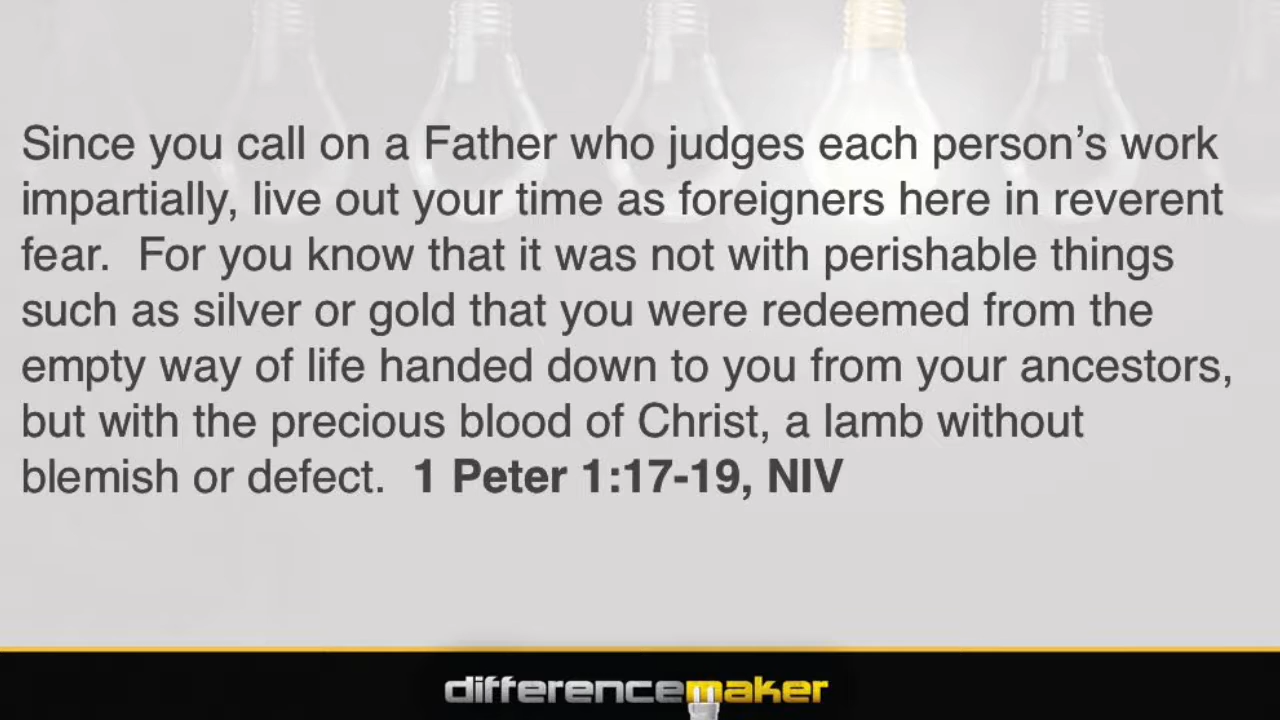 Since you call on a Father who judges each person’s work
impartially, live out your time as foreigners here in reverent
fear.  For you know that it was not with perishable things
such as silver or gold that you were redeemed from the
empty way of life handed down to you from your ancestors,
but with the precious blood of Christ, a lamb without
blemish or defect.  1 Peter 1:17-19, NIV
differencemaker